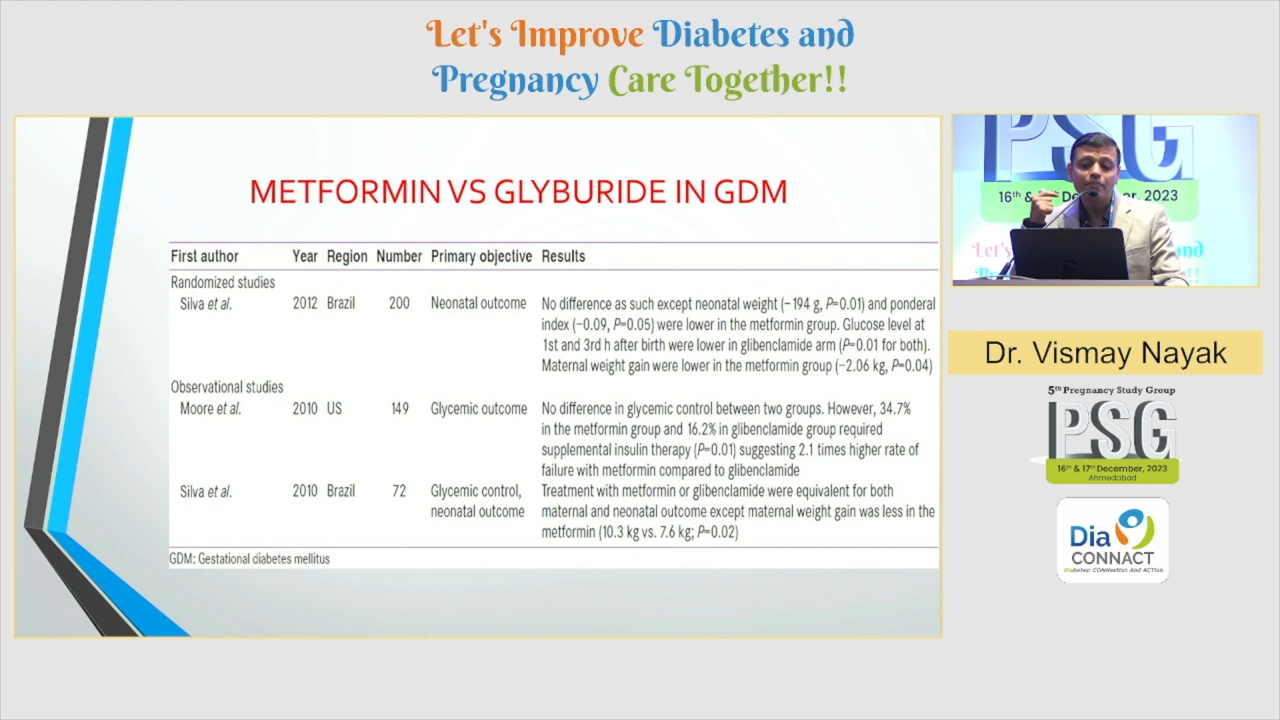 Let's Improve Diabetes and
Pregnancy Care Together!!
METFORMIN VS GLYBURIDE IN GDM
First author Year Region Number Primary objective Results
Randomized studies
Silva et al. 2012 Brazil 200 Neonatal outcome No difference as such except neonatal weight (−194 g, P=0.01) and ponderal
index (−0.09, P=0.05) were lower in the metformin group. Glucose level at
1st and 3rd h after birth were lower in glibenclamide arm (P=0.01 for both).
Maternal weight gain were lower in the metformin group (−2.06 kg, P=0.04)
Observational studies
Moore et al. 2010 US 149 Glycemic outcome No difference in glycemic control between two groups. However, 34.7%
in the metformin group and 16.2% in glibenclamide group required
supplemental insulin therapy (P=0.01) suggesting 2.1 times higher rate of
failure with metformin compared to glibenclamide
Silva et al. 2010 Brazil 72 Glycemic control, Treatment with metformin or glibenclamide were equivalent for both
neonatal outcome maternal and neonatal outcome except maternal weight gain was less in the
metformin (10.3 kg vs. 7.6 kg; P=0.02)
GDM: Gestational diabetes mellitus
PSG
16th & De , 2023
Let's nd
!!
Dr. Vismay Nayak
5th Pregnancy Study Group
PSG
16th & 17th December, 2023
Ahmedabad
Dia
CONNACT
Diabetes: CONNection And ACTion